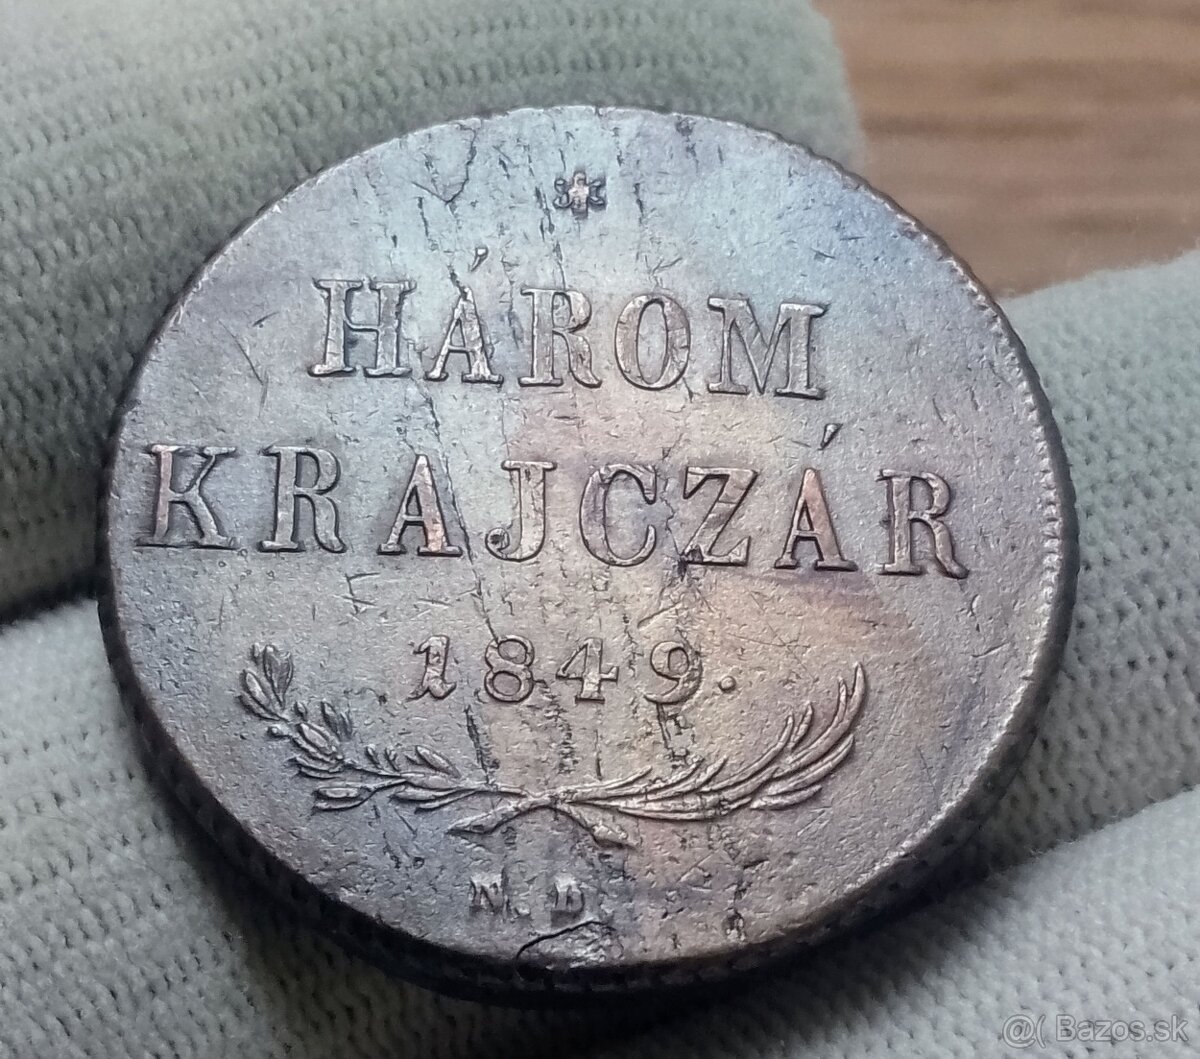 HÁROM
KRAJCZÁR
1849.
N.B.
@( Bazos.sk